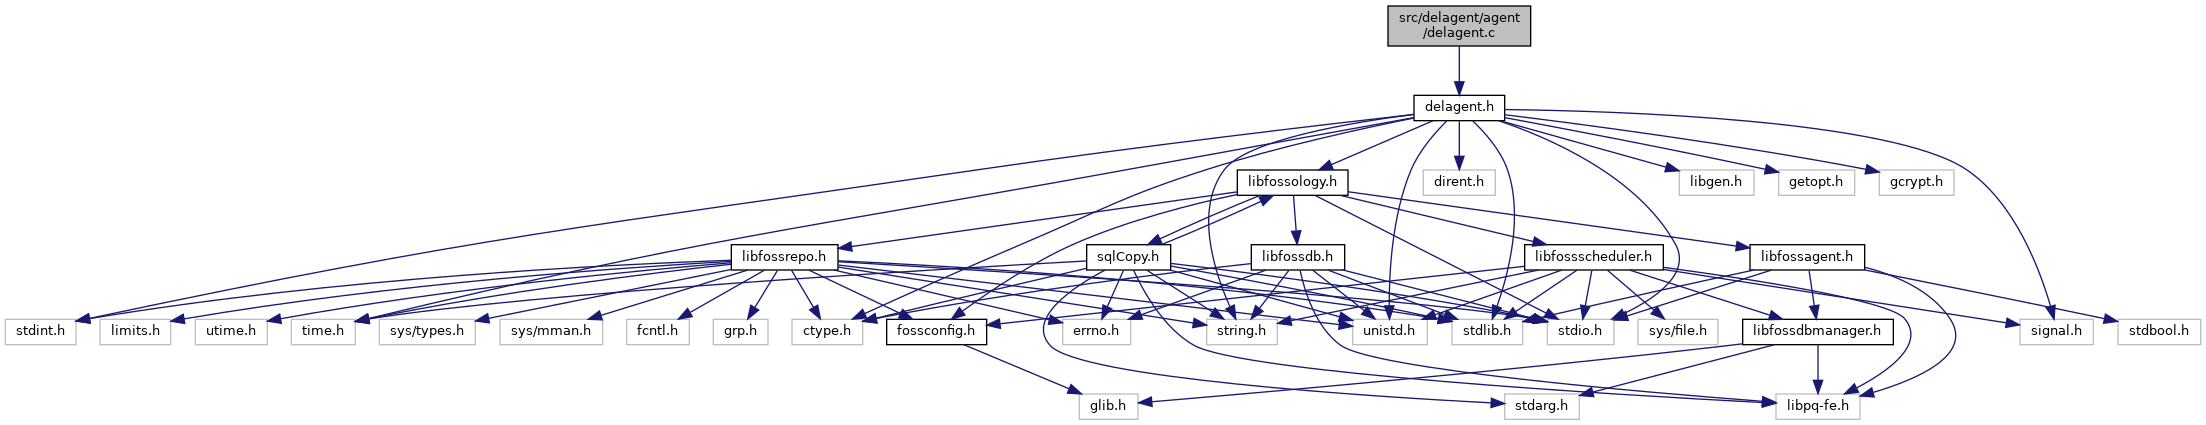 src/delagent/agent
/delagent.c
delagent.h
libfossology.h
dirent.h
libgen.h
getopt.h
gcrypt.h
libfossrepo.h
sqlCopy.h
libfossdb.h
libfossscheduler.h
libfossagent.h
stdint.h
limits.h
utime.h
time.h
sys/types.h
sys/mman.h
fcntl.h
grp.h
ctype.h
fossconfig.h
errno.h
string.h
unistd.h
stdlib.h
stdio.h
sys/file.h
libfossdbmanager.h
signal.h
stdbool.h
glib.h
stdarg.h
libpq-fe.h